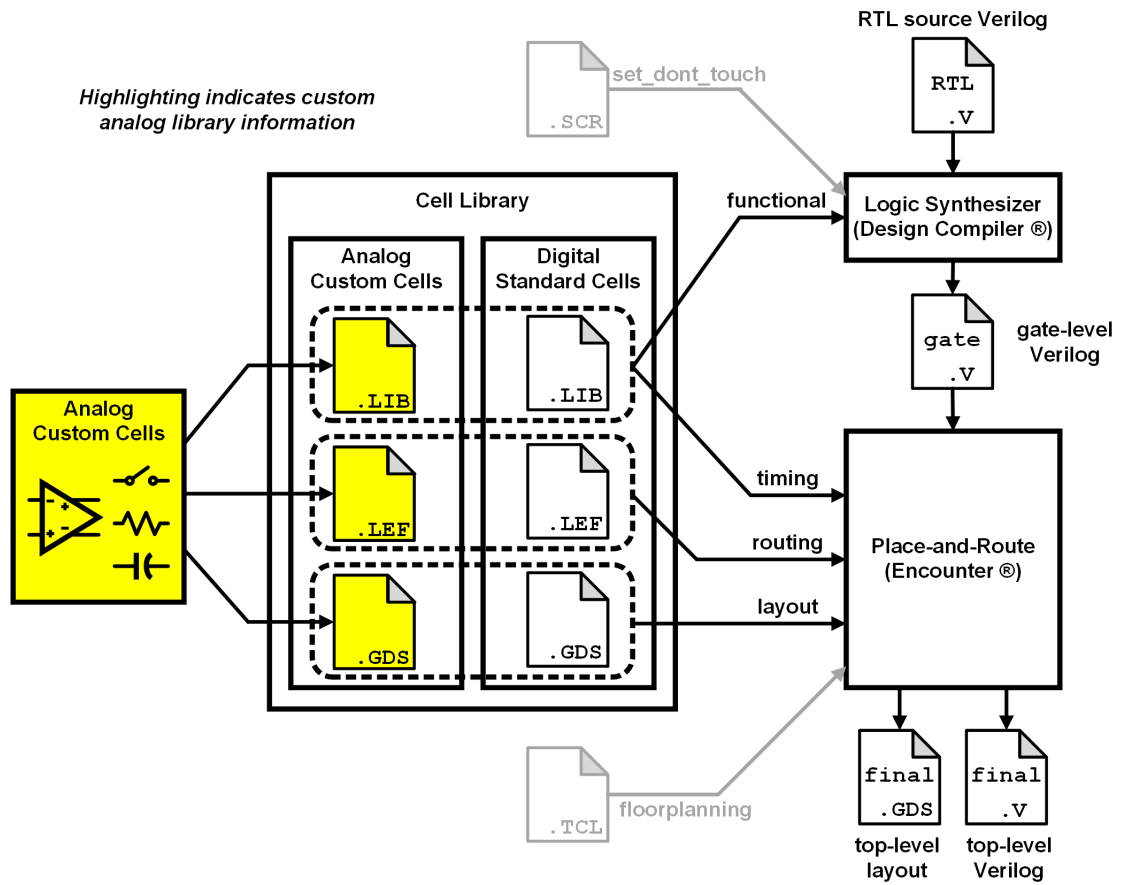 RTL source Verilog
set_dont_touch
.SCR
RTL
.V
Highlighting indicates custom
analog library information
Cell Library
functional
Logic Synthesizer
(Design Compiler ®)
Analog
Custom Cells
Digital
Standard Cells
gate
.V
gate-level
Verilog
.LIB
.LIB
Analog
Custom Cells
timing
.LEF
.LEF
routing
Place-and-Route
(Encounter ®)
layout
.GDS
.GDS
floorplanning
.TCL
final
.GDS
final
.V
top-level
layout
top-level
Verilog